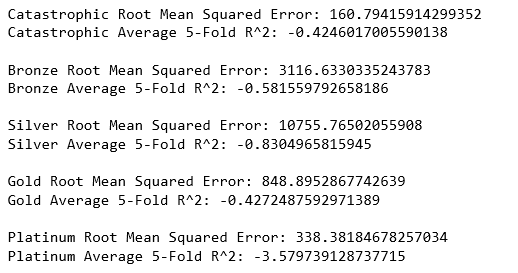 Catastrophic Root Mean Squared Error: 160.79415914299352
Catastrophic Average 5-Fold R^2: -0.4246017005590138
Bronze Root Mean Squared Error: 3116.6330335243783
Bronze Average 5-Fold R^2: -0.581559792658186
Silver Root Mean Squared Error: 10755.76502055908
Silver Average 5-Fold R^2: -0.8304965815945
Gold Root Mean Squared Error: 848.8952867742639
Gold Average 5-Fold R^2: -0.4272487592971389
Platinum Root Mean Squared Error: 338.38184678257034
Platinum Average 5-Fold R^2: -3.579739128737715